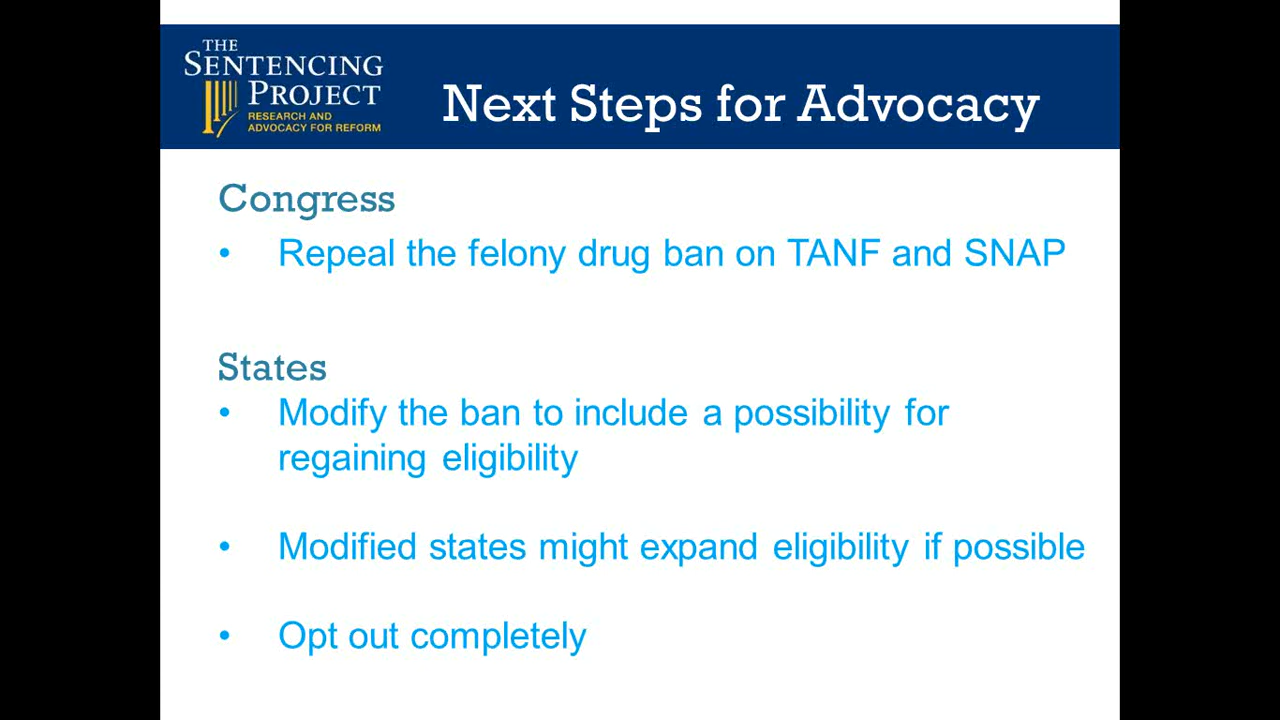 THE
SENTENCING
PROJECT
RESEARCH AND
ADVOCACY FOR REFORM
Next Steps for Advocacy
Congress
• Repeal the felony drug ban on TANF and SNAP
States
• Modify the ban to include a possibility for
regaining eligibility
• Modified states might expand eligibility if possible
• Opt out completely